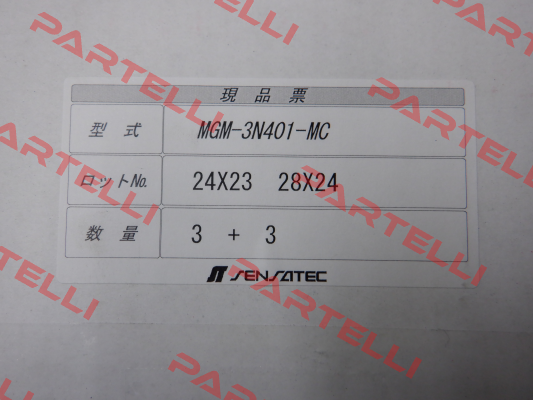 現品票
型式 MGM-3N401-MC
ロットNo. 24X23 28X24
数量 3 + 3
SENSATEC
PARTELLI
PARTELLI
PARTELLI
PARTELLI
PARTELLI
PARTELLI